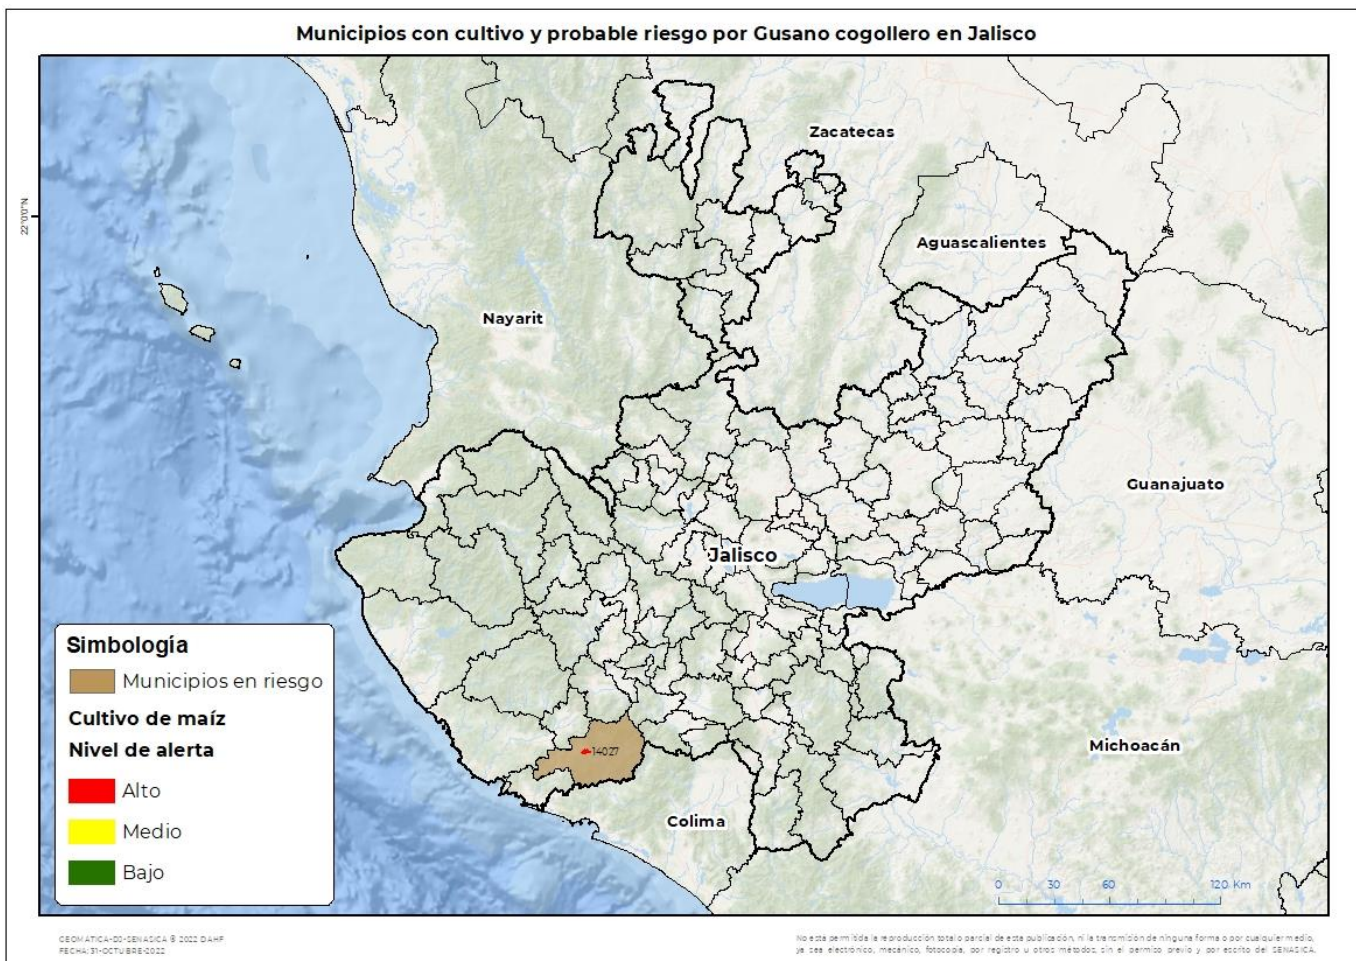 Municipios con cultivo y probable riesgo por Gusano cogollero en Jalisco
Zacatecas
22°0'0"N
Aguascalientes
Nayarit
Guanajuato
Jalisco
Simbología
Municipios en riesgo
Cultivo de maíz
Nivel de alerta
Alto
Medio
Bajo
14027
Michoacán
Colima
0 30 60 120 Km
GEOMATICA-DJ-SENASICA © 2022 DAHF
FECHA:31-OCTUBRE-2022
No esta permitida la reproducción total o parcial de esta publicación, ni la transmisión de ninguna forma o por cualquier medio,
ya sea electrónico, mecánico, fotocopia, por registro u otros métodos, sin el permiso previo y por escrito del SENASICA.